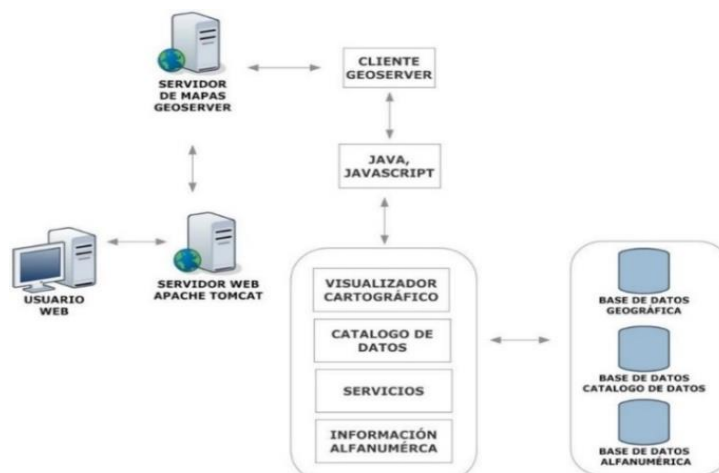 SERVIDOR
DE MAPAS
GEOSERVER
CLIENTE
GEOSERVER
JAVA,
JAVASCRIPT
USUARIO
WEB
SERVIDOR WEB
APACHE TOMCAT
VISUALIZADOR
CARTOGRÁFICO
CATALOGO DE
DATOS
SERVICIOS
INFORMACIÓN
ALFANUMÉRCA
BASE DE DATOS
GEOGRÁFICA
BASE DE DATOS
CATALOGO DE DATOS
BASE DE DATOS
ALFANUMÉRICA